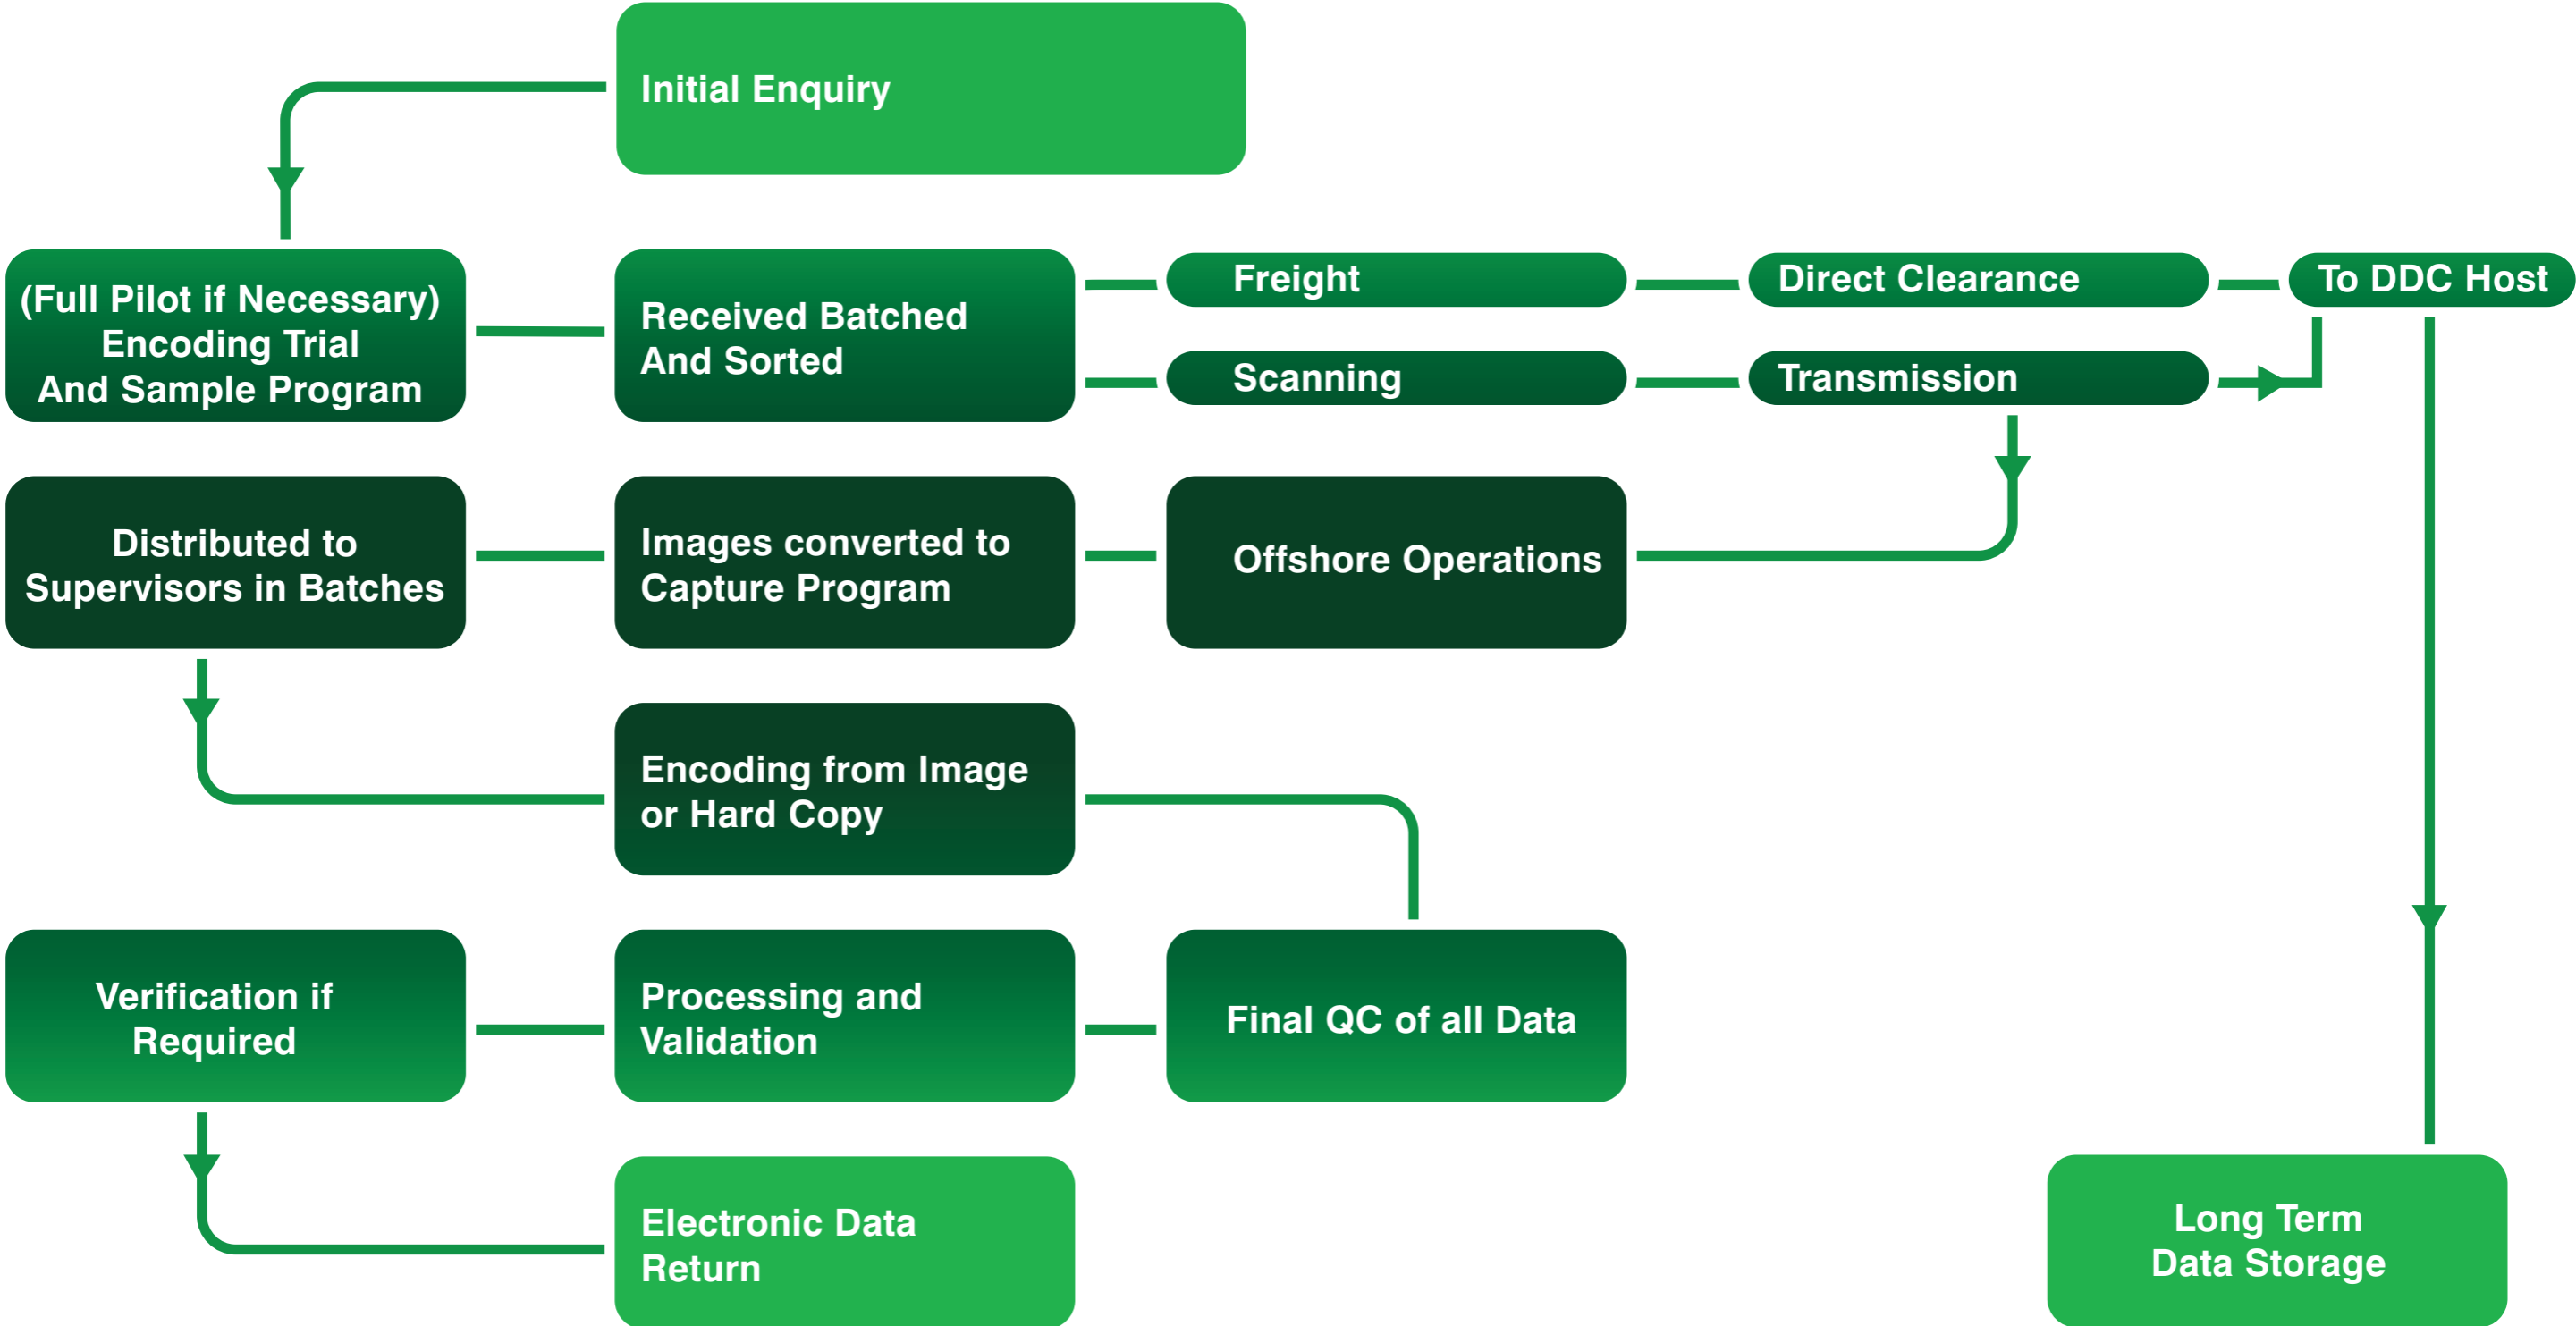 Initial Enquiry
(Full Pilot if Necessary)
Encoding Trial
And Sample Program
Received Batched
And Sorted
Freight
Direct Clearance
To DDC Host
Scanning
Transmission
Distributed to
Supervisors in Batches
Images converted to
Capture Program
Offshore Operations
Encoding from Image
or Hard Copy
Verification if
Required
Processing and
Validation
Final QC of all Data
Electronic Data
Return
Long Term
Data Storage